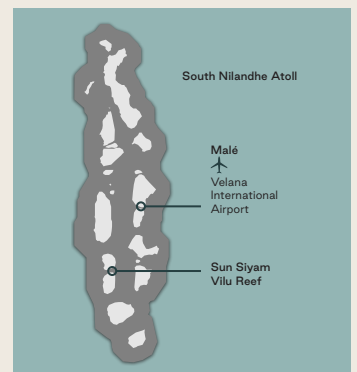 South Nilandhe Atoll
Malé
Velana
International
Airport
Sun Siyam
Vilu Reef